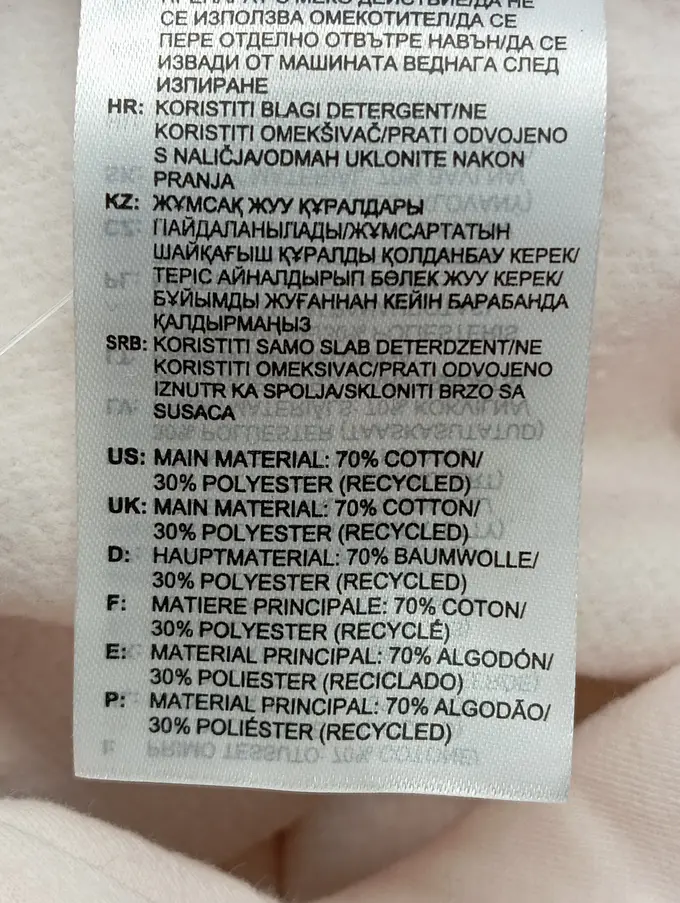 СЕ ИЗПОЛЗВА ОМЕКОТИТЕЛ/ДА СЕ
ПЕРЕ ОТДЕЛНО ОТВЪТРЕ НАВЪН/ДА СЕ
ИЗВАДИ ОТ МАШИНАТА ВЕДНАГА СЛЕД
ИЗПИРАНЕ
HR: KORISTITI BLAGI DETERGENT/NE
KORISTITI OMEKŠIVAČ/PRATI ODVOJENO
S NALIČJA/ODMAH UKLONITE NAKON
PRANJA
KZ: ЖҰМСАҚ ЖУУ ҚҰРАЛДАРЫ
ПАЙДАЛАНЫЛАДЫ/ЖҰМСАРТАТЫН
ШАЙҚАҒЫШ ҚҰРАЛДЫ ҚОЛДАНБАУ КЕРЕК/
ТЕРІС АЙНАЛДЫРЫП БӨЛЕК ЖУУ КЕРЕК/
БҰЙЫМДЫ ЖУҒАННАН КЕЙІН БАРАБАНДА
ҚАЛДЫРМАҢЫЗ
SRB: KORISTITI SAMO SLAB DETERDZENT/NE
KORISTITI OMEKSIVAC/PRATI ODVOJENO
IZNUTR KA SPOLJA/SKLONITI BRZO SA
SUSACA
US: MAIN MATERIAL: 70% COTTON/
30% POLYESTER (RECYCLED)
UK: MAIN MATERIAL: 70% COTTON/
30% POLYESTER (RECYCLED)
D: HAUPTMATERIAL: 70% BAUMWOLLE/
30% POLYESTER (RECYCLED)
F: MATIERE PRINCIPALE: 70% COTON/
30% POLYESTER (RECYCLÉ)
E: MATERIAL PRINCIPAL: 70% ALGODÓN/
30% POLIESTER (RECICLADO)
P: MATERIAL PRINCIPAL: 70% ALGODÃO/
30% POLIÉSTER (RECYCLED)